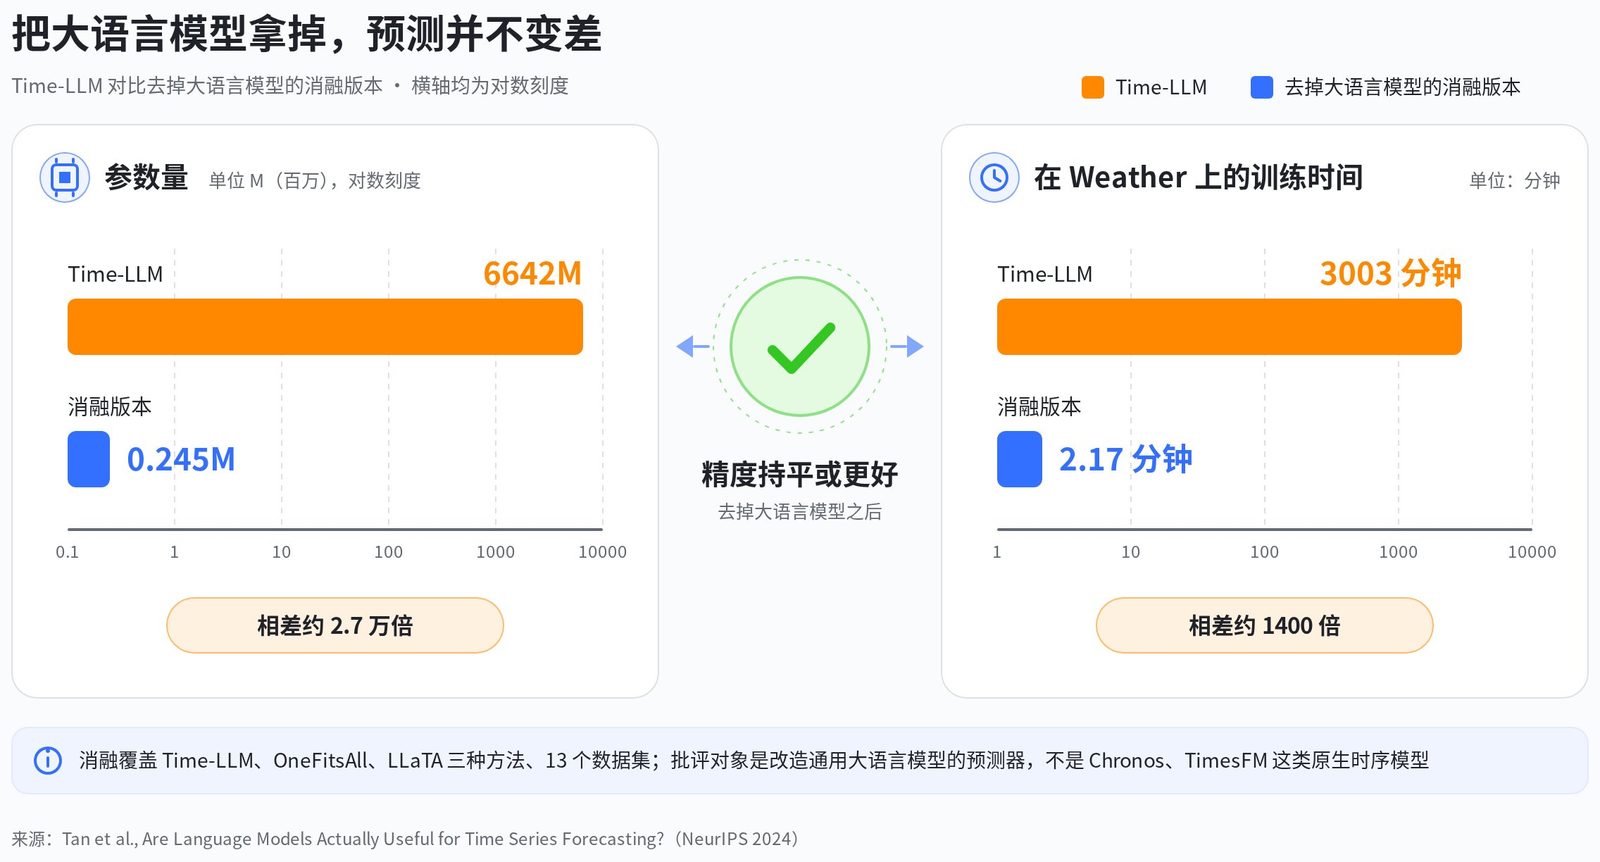 把大语言模型拿掉，预测并不变差
Time-LLM 对比去掉大语言模型的消融版本 · 横轴均为对数刻度
Time-LLM
去掉大语言模型的消融版本
参数量
单位 M（百万），对数刻度
Time-LLM
6642M
消融版本
0.245M
0.1 1 10 100 1000 10000
相差约 2.7 万倍
精度持平或更好
去掉大语言模型之后
在 Weather 上的训练时间
单位：分钟
Time-LLM
3003 分钟
消融版本
2.17 分钟
1 10 100 1000 10000
相差约 1400 倍
消融覆盖 Time-LLM、OneFitsAll、LLaTA 三种方法、13 个数据集；批评对象是改造通用大语言模型的预测器，不是 Chronos、TimesFM 这类原生时序模型
来源：Tan et al., Are Language Models Actually Useful for Time Series Forecasting?（NeurIPS 2024）